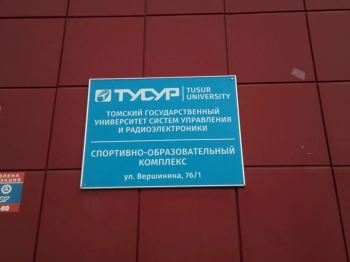 ТУСУР
TUSUR
UNIVERSITY
ТОМСКИЙ ГОСУДАРСТВЕННЫЙ
УНИВЕРСИТЕТ СИСТЕМ УПРАВЛЕНИЯ
И РАДИОЭЛЕКТРОНИКИ
СПОРТИВНО-ОБРАЗОВАТЕЛЬНЫЙ
КОМПЛЕКС
ул. Вершинина, 76/1